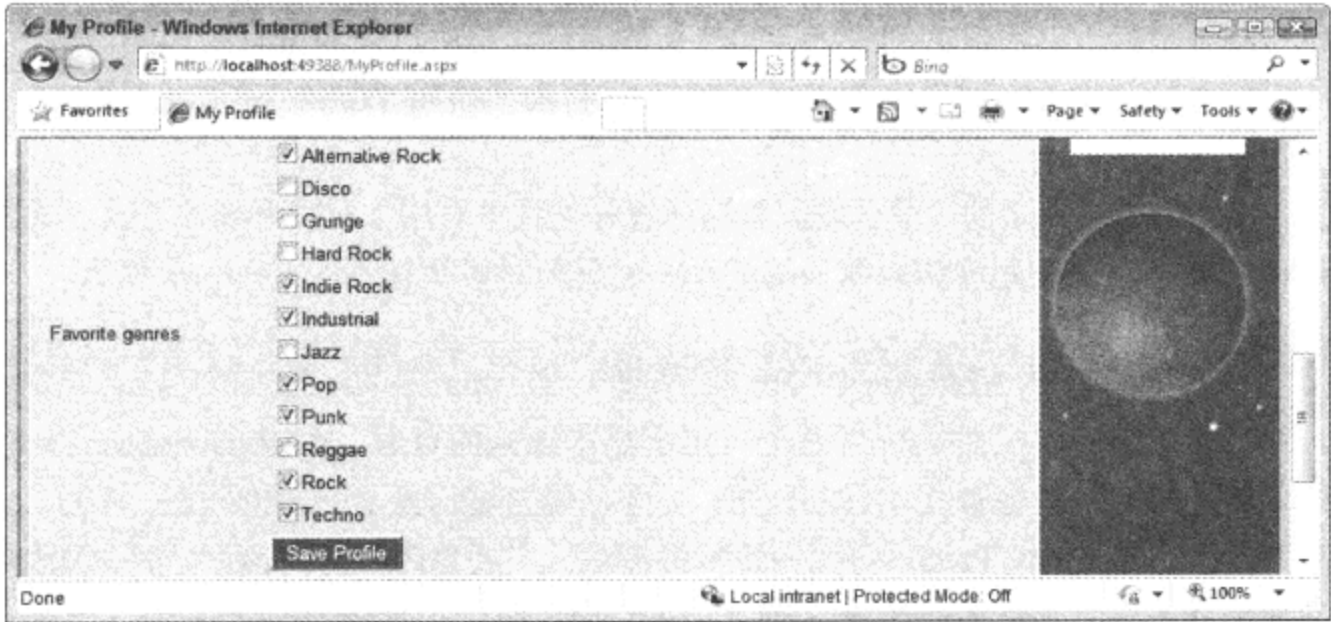 My Profile - Windows Internet Explorer
http://localhost:49388/MyProfile.aspx
Bing
Favorites
My Profile
Page
Safety
Tools
Alternative Rock
Disco
Grunge
Hard Rock
Indie Rock
Industrial
Favorite genres
Jazz
Pop
Punk
Reggae
Rock
Techno
Save Profile
Done
Local intranet | Protected Mode: Off
100%